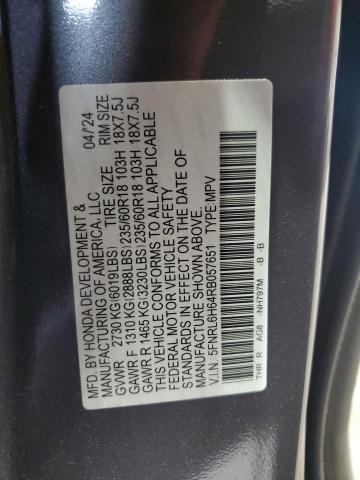 MFD. BY HONDA DEVELOPMENT & 04/24
MANUFACTURING OF AMERICA, LLC.
GVWR 2730 KG(6019LBS) TIRE SIZE RIM SIZE
GAWR F 1310 KG(2888LBS)235/60R18 103H 18X7.5J
GAWR R 1465 KG(3230LBS)235/60R18 103H 18X7.5J
THIS VEHICLE CONFORMS TO ALL APPLICABLE
FEDERAL MOTOR VEHICLE SAFETY
STANDARDS IN EFFECT ON THE DATE OF
MANUFACTURE SHOWN ABOVE.
V.I.N.: 5FNRL6H64RB057651 TYPE:MPV
THR R AG8 -NH797M -B -B